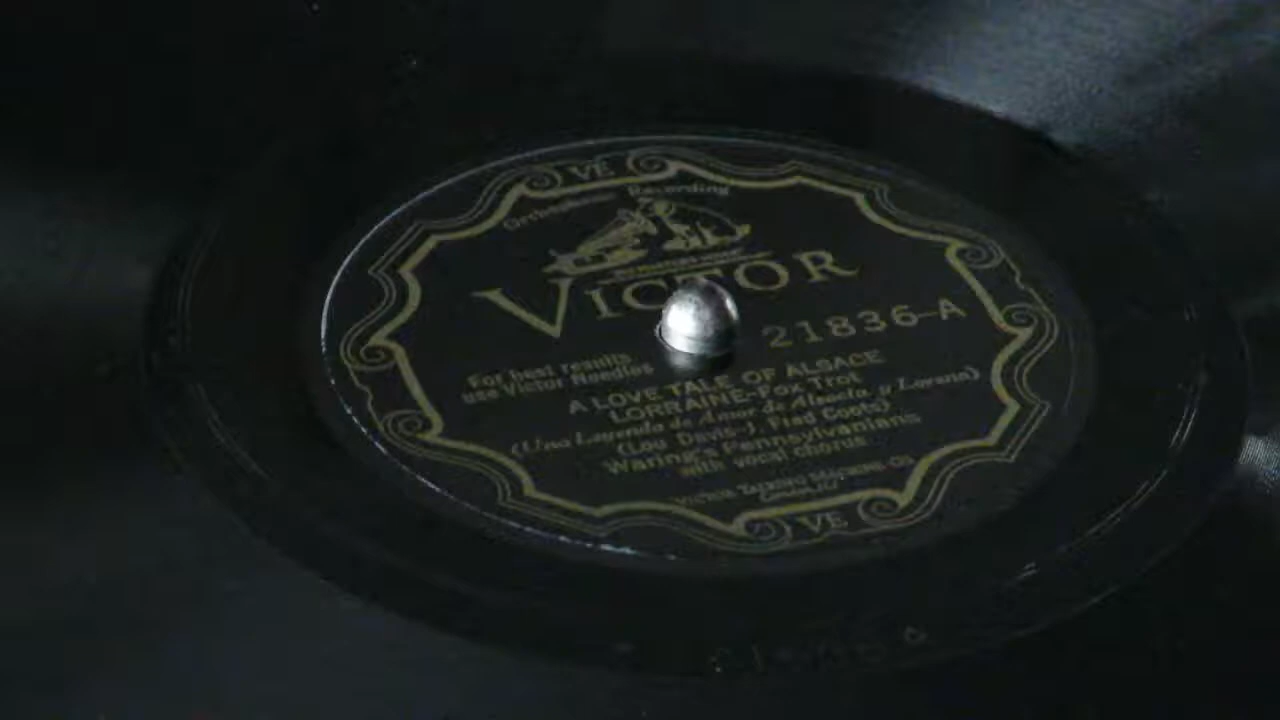 VE
Orthophonic Recording
VICTOR
21836-A
For best results
use Victor Needles
A LOVE TALE OF ALSACE
LORRAINE-Fox Trot
(Una Leyenda de Amor de Alsacia y Lorena)
(Lou Davis-J. Fred Coots)
Waring's Pennsylvanians
with vocal chorus
VICTOR TALKING MACHINE CO.
VE